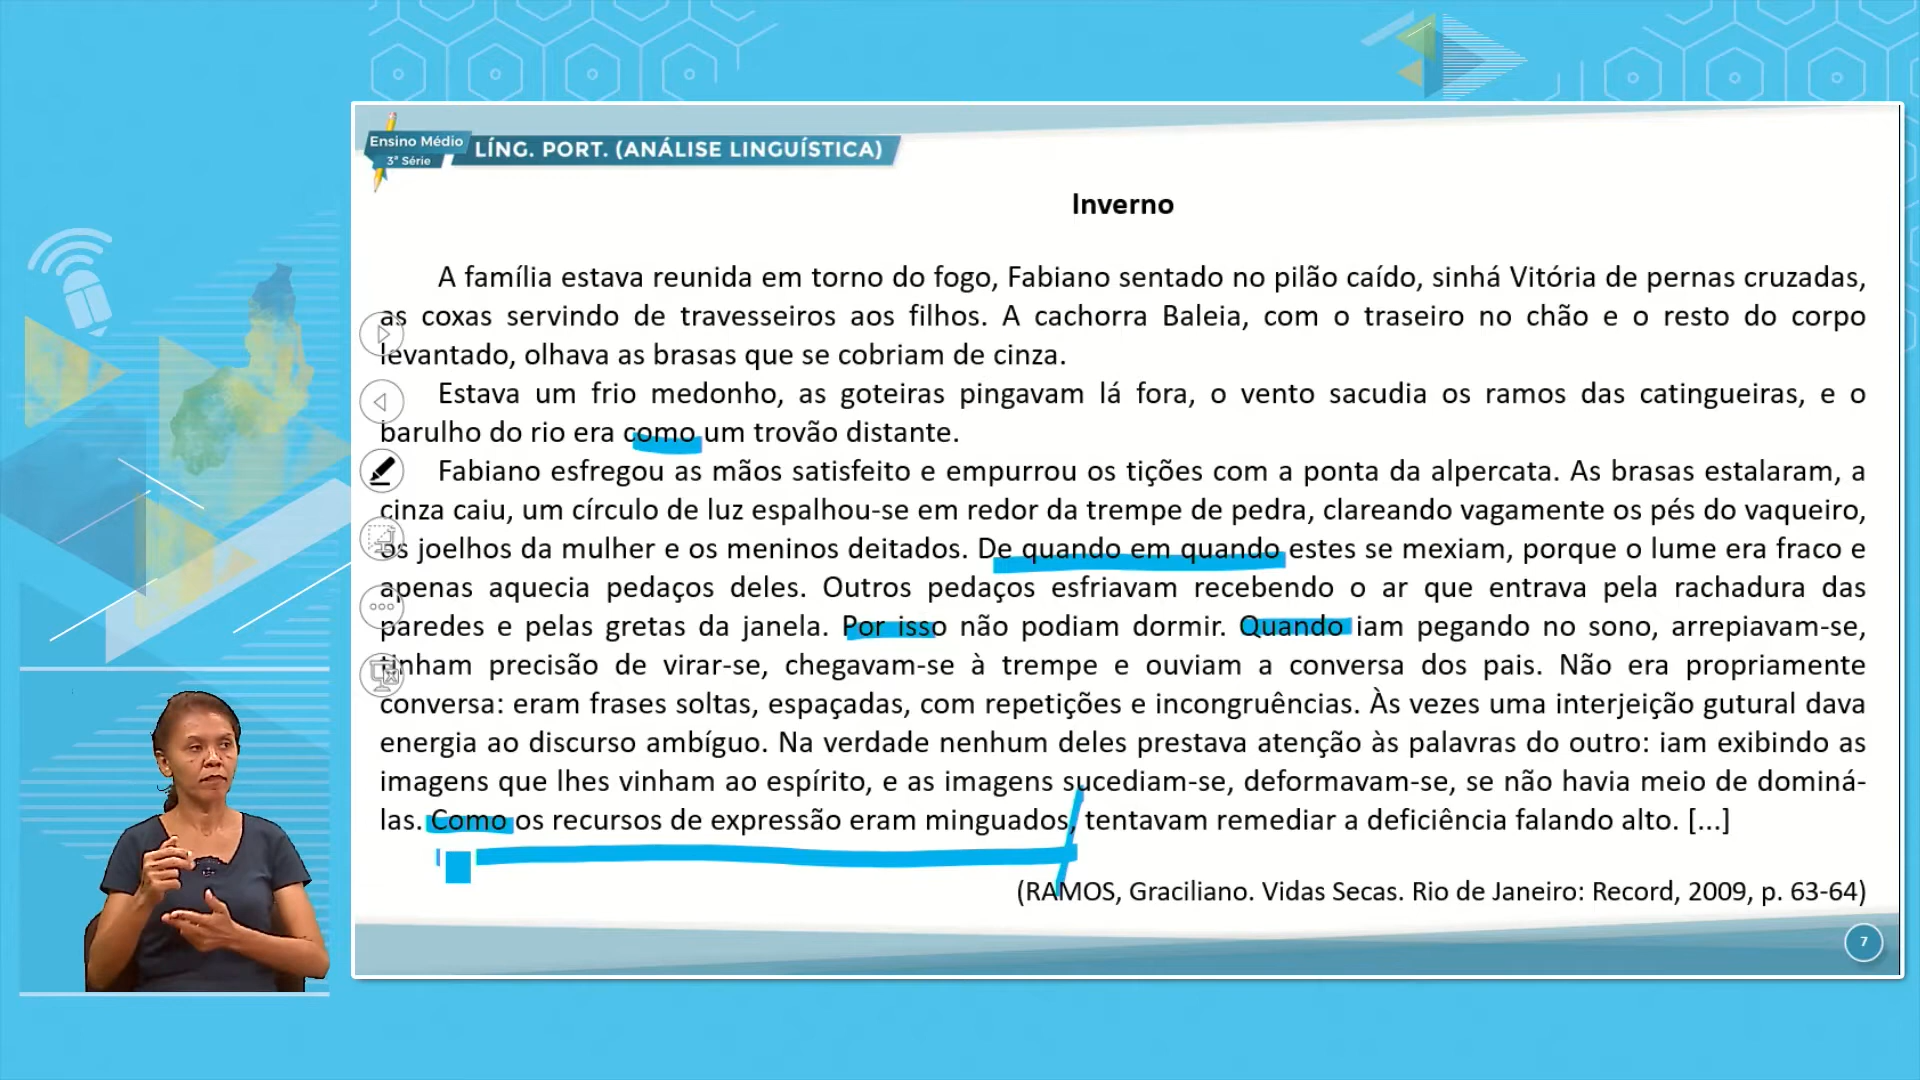 Ensino Médio
3ª Série
LÍNG. PORT. (ANÁLISE LINGUÍSTICA)
Inverno
A família estava reunida em torno do fogo, Fabiano sentado no pilão caído, sinhá Vitória de pernas cruzadas,
as coxas servindo de travesseiros aos filhos. A cachorra Baleia, com o traseiro no chão e o resto do corpo
levantado, olhava as brasas que se cobriam de cinza.
Estava um frio medonho, as goteiras pingavam lá fora, o vento sacudia os ramos das catingueiras, e o
barulho do rio era como um trovão distante.
Fabiano esfregou as mãos satisfeito e empurrou os tições com a ponta da alpercata. As brasas estalaram, a
cinza caiu, um círculo de luz espalhou-se em redor da trempe de pedra, clareando vagamente os pés do vaqueiro,
os joelhos da mulher e os meninos deitados. De quando em quando estes se mexiam, porque o lume era fraco e
apenas aquecia pedaços deles. Outros pedaços esfriavam recebendo o ar que entrava pela rachadura das
paredes e pelas gretas da janela. Por isso não podiam dormir. Quando iam pegando no sono, arrepiavam-se,
tinham precisão de virar-se, chegavam-se à trempe e ouviam a conversa dos pais. Não era propriamente
conversa: eram frases soltas, espaçadas, com repetições e incongruências. Às vezes uma interjeição gutural dava
energia ao discurso ambíguo. Na verdade nenhum deles prestava atenção às palavras do outro: iam exibindo as
imagens que lhes vinham ao espírito, e as imagens sucediam-se, deformavam-se, se não havia meio de dominá-
las. Como os recursos de expressão eram minguados, tentavam remediar a deficiência falando alto. [...]
(RAMOS, Graciliano. Vidas Secas. Rio de Janeiro: Record, 2009, p. 63-64)
7